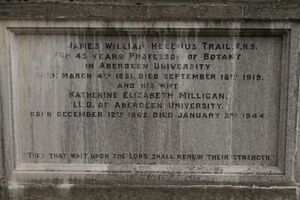 JAMES WILLIAM HELENUS TRAIL, F.R.S.
FOR 45 YEARS PROFESSOR OF BOTANY
IN ABERDEEN UNIVERSITY
BORN MARCH 4TH 1851, DIED SEPTEMBER 18TH 1919.
AND HIS WIFE
KATHERINE ELIZABETH MILLIGAN,
LL.D. OF ABERDEEN UNIVERSITY.
BORN DECEMBER 12TH 1862, DIED JANUARY 2ND 1944.
"THEY THAT WAIT UPON THE LORD SHALL RENEW THEIR STRENGTH"